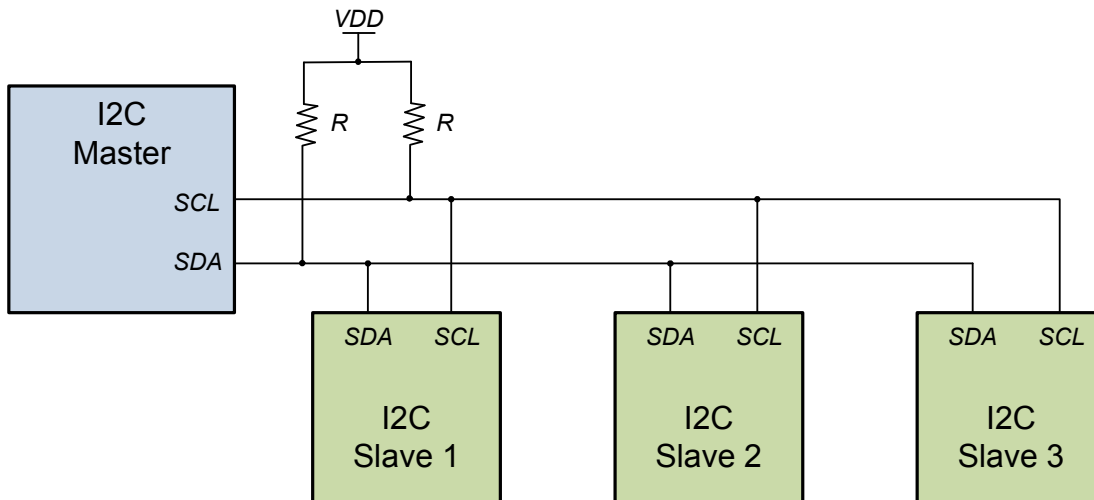 VDD
I2C
Master
R
R
SCL
SDA
SDA
SCL
SDA
SCL
SDA
SCL
I2C
Slave 1
I2C
Slave 2
I2C
Slave 3